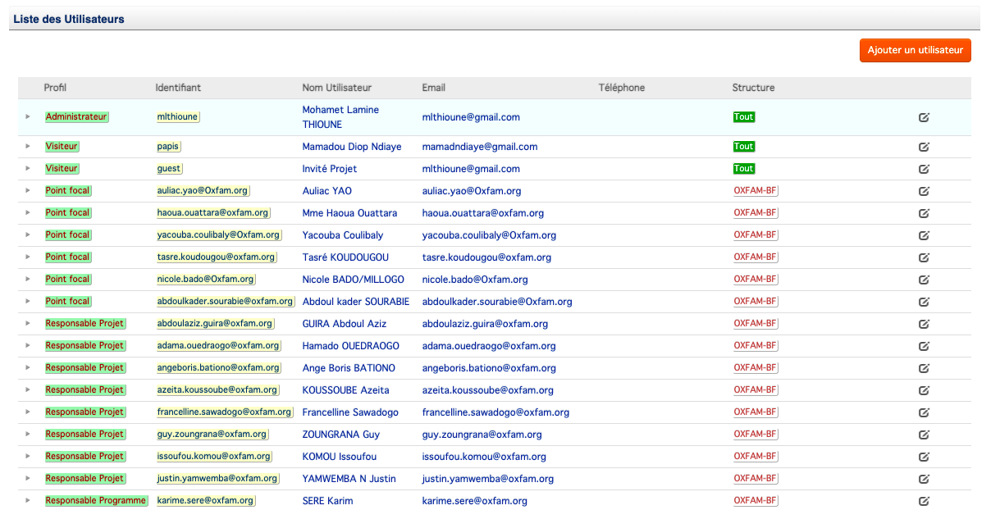 Liste des Utilisateurs
Ajouter un utilisateur
Profil Identifiant Nom Utilisateur Email Téléphone Structure
Administrateur mlthioune Mohamet Lamine THIOUNE mlthioune@gmail.com Tout
Visiteur papis Mamadou Diop Ndiaye mamadndiaye@gmail.com Tout
Visiteur guest Invité Projet mlthioune@gmail.com Tout
Point focal auliac.yao@Oxfam.org Auliac YAO auliac.yao@Oxfam.org OXFAM-BF
Point focal haoua.ouattara@oxfam.org Mme Haoua Ouattara haoua.ouattara@oxfam.org OXFAM-BF
Point focal yacouba.coulibaly@Oxfam.org Yacouba Coulibaly yacouba.coulibaly@Oxfam.org OXFAM-BF
Point focal tasre.koudougou@oxfam.org Tasré KOUDOUGOU tasre.koudougou@oxfam.org OXFAM-BF
Point focal nicole.bado@Oxfam.org Nicole BADO/MILLOGO nicole.bado@Oxfam.org OXFAM-BF
Point focal abdoulkader.sourabie@oxfam.org Abdoul kader SOURABIE abdoulkader.sourabie@Oxfam.org OXFAM-BF
Responsable Projet abdoulaziz.guira@oxfam.org GUIRA Abdoul Aziz abdoulaziz.guira@oxfam.org OXFAM-BF
Responsable Projet adama.ouedraogo@oxfam.org Hamado OUEDRAOGO adama.ouedraogo@oxfam.org OXFAM-BF
Responsable Projet angeboris.bationo@oxfam.org Ange Boris BATIONO angeboris.bationo@oxfam.org OXFAM-BF
Responsable Projet azeita.koussoube@oxfam.org KOUSSOUBE Azeita azeita.koussoube@oxfam.org OXFAM-BF
Responsable Projet francelline.sawadogo@oxfam.org Francelline Sawadogo francelline.sawadogo@oxfam.org OXFAM-BF
Responsable Projet guy.zoungrana@oxfam.org ZOUNGRANA Guy guy.zoungrana@oxfam.org OXFAM-BF
Responsable Projet issoufou.komou@oxfam.org KOMOU Issoufou issoufou.komou@oxfam.org OXFAM-BF
Responsable Projet justin.yamwemba@oxfam.org YAMWEMBA N Justin justin.yamwemba@oxfam.org OXFAM-BF
Responsable Programme karime.sere@oxfam.org SERE Karim karime.sere@oxfam.org OXFAM-BF